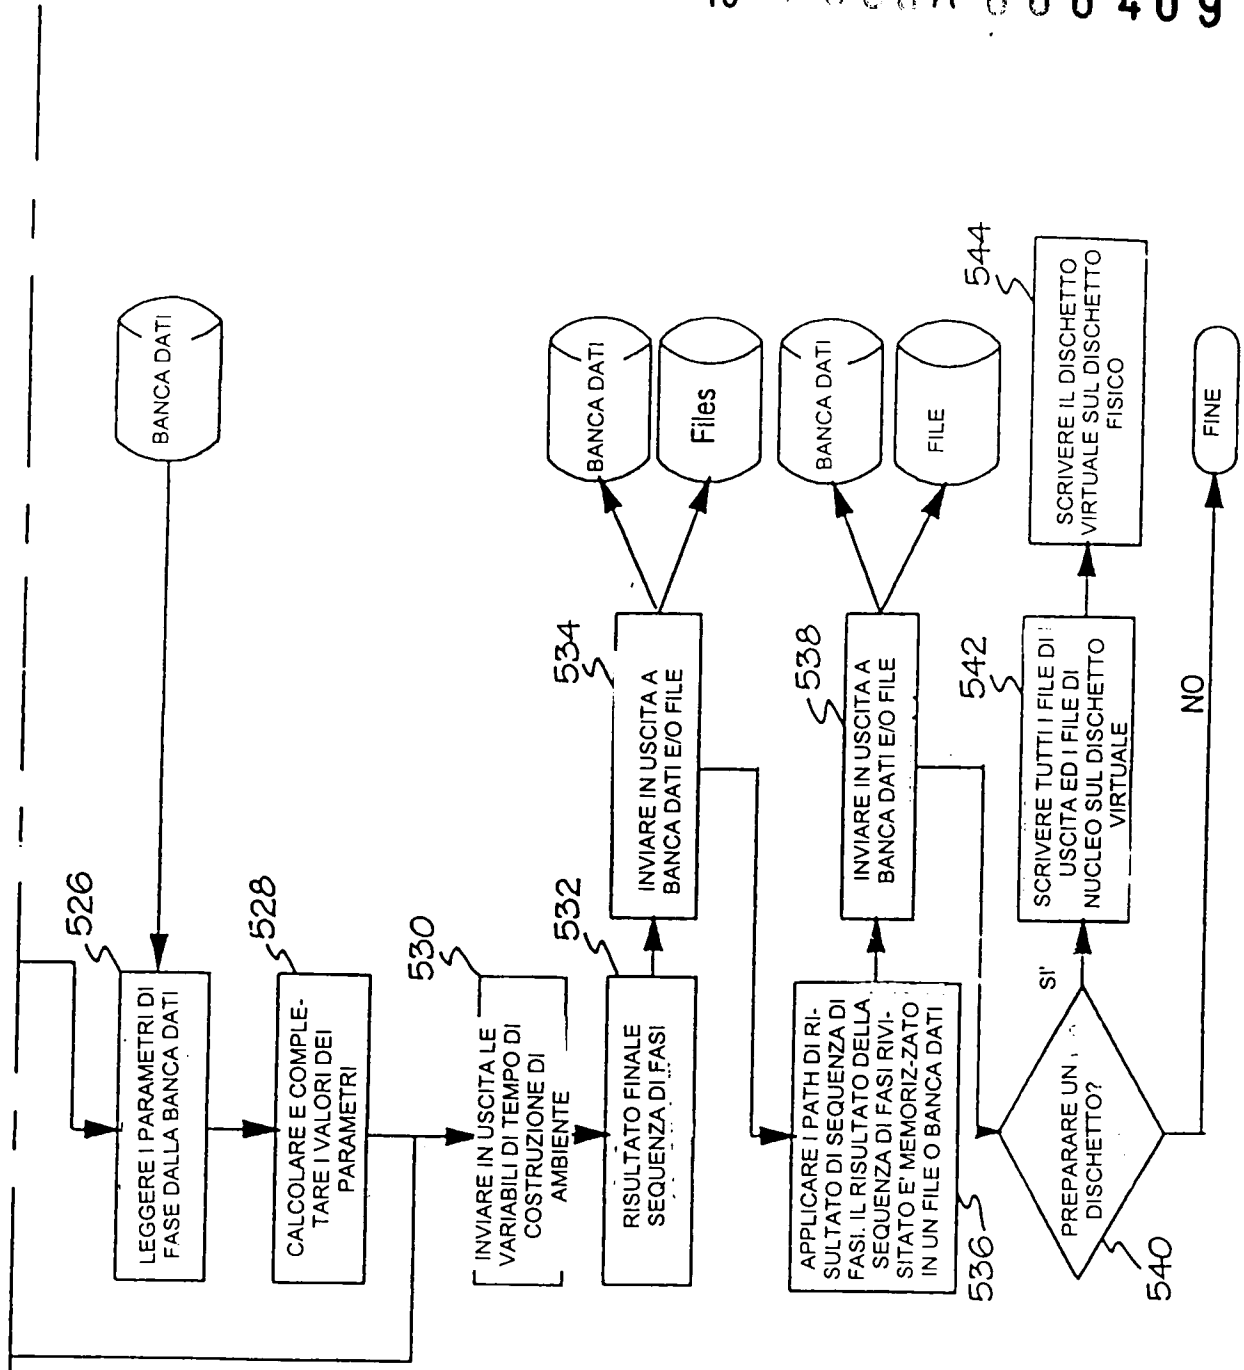 BANCA DATI
526
LEGGERE I PARAMETRI DI
FASE DALLA BANCA DATI
528
CALCOLARE E COMPLE-
TARE I VALORI DEI
PARAMETRI
530
INVIARE IN USCITA LE
VARIABILI DI TEMPO DI
COSTRUZIONE DI
AMBIENTE
532
RISULTATO FINALE
SEQUENZA DI FASI
534
INVIARE IN USCITA A
BANCA DATI E/O FILE
BANCA DATI
Files
APPLICARE I PATH DI RI-
SULTATO DI SEQUENZA DI
FASI. IL RISULTATO DELLA
SEQUENZA DI FASI RIVI-
SITATO E' MEMORIZ-ZATO
IN UN FILE O BANCA DATI
536
538
INVIARE IN USCITA A
BANCA DATI E/O FILE
BANCA DATI
FILE
PREPARARE UN
DISCHETTO?
540
SI'
542
SCRIVERE TUTTI I FILE DI
USCITA ED I FILE DI
NUCLEO SUL DISCHETTO
VIRTUALE
544
SCRIVERE IL DISCHETTO
VIRTUALE SUL DISCHETTO
FISICO
NO
FINE